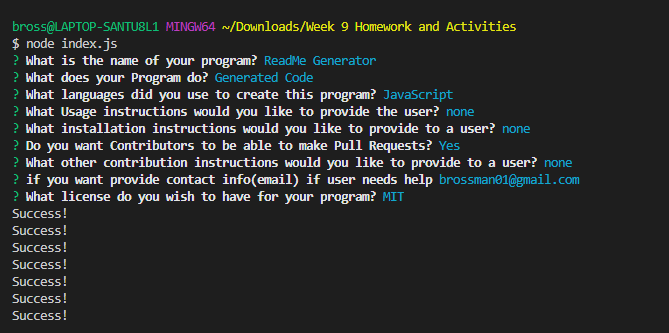 bross@LAPTOP-SANTU8L1 MINGW64 ~/Downloads/Week 9 Homework and Activities
$ node index.js
? What is the name of your program? ReadMe Generator
? What does your Program do? Generated Code
? What languages did you use to create this program? JavaScript
? What Usage instructions would you like to provide the user? none
? What installation instructions would you like to provide to a user? none
? Do you want Contributors to be able to make Pull Requests? Yes
? What other contribution instructions would you like to provide to a user? none
? if you want provide contact info(email) if user needs help brossman01@gmail.com
? What license do you wish to have for your program? MIT
Success!
Success!
Success!
Success!
Success!
Success!
Success!